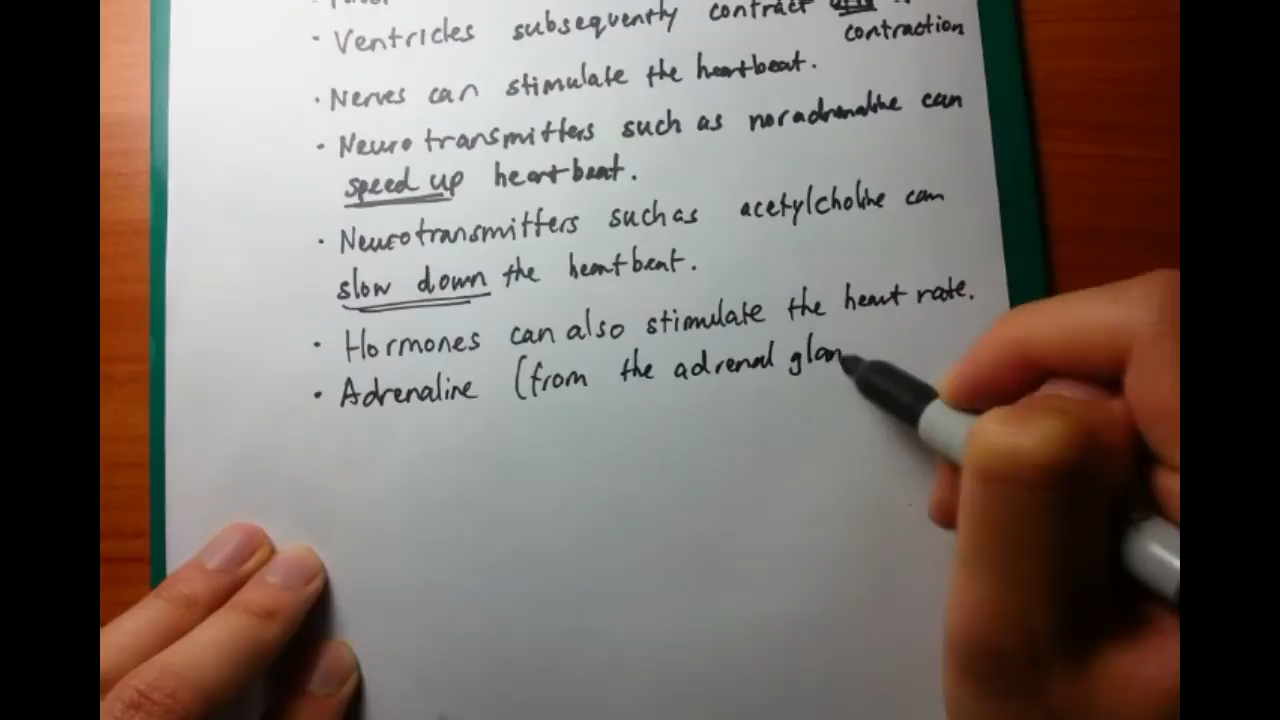 · Ventricles subsequently contract
contraction
· Nerves can stimulate the heartbeat.
· Neurotransmitters such as noradrenaline can
speed up heartbeat.
· Neurotransmitters such as acetylcholine can
slow down the heartbeat.
· Hormones can also stimulate the heart rate.
· Adrenaline (from the adrenal glan